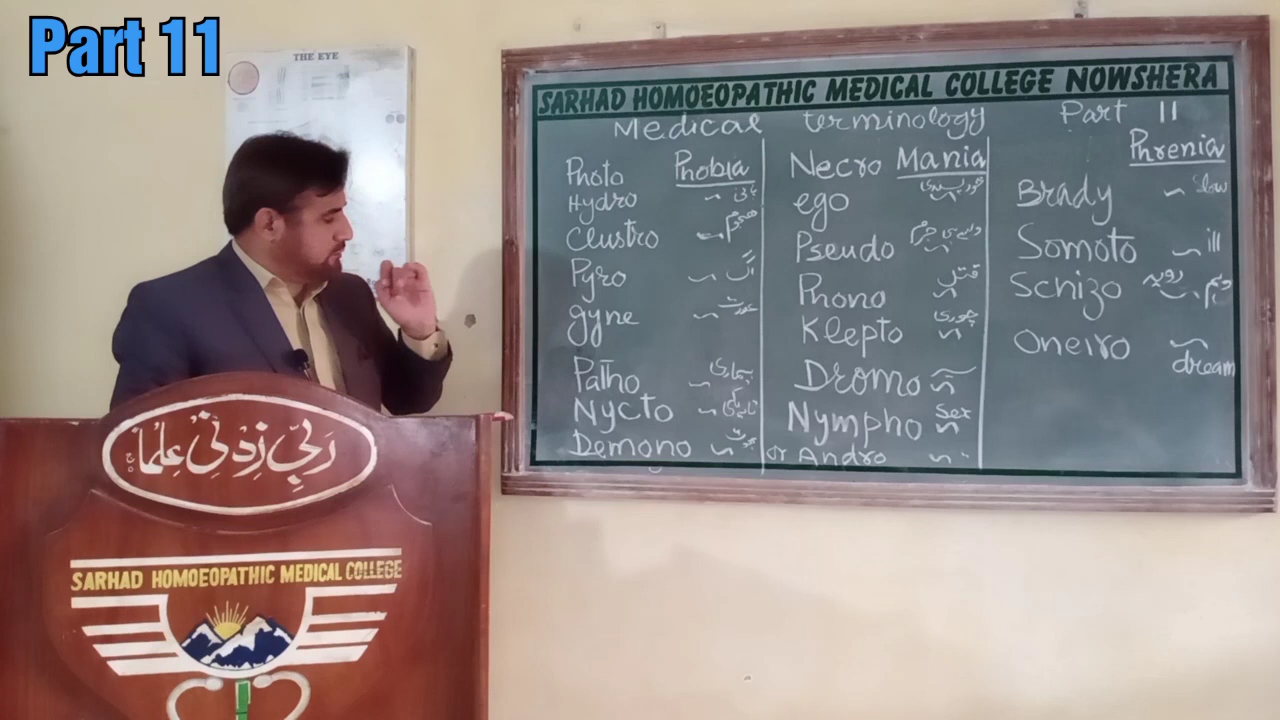 Part 11
THE EYE
SARHAD HOMOEOPATHIC MEDICAL COLLEGE NOWSHERA
Medical terminology Part 11
Photo Phobia
Hydro ~ پانی
Clustro ~
Pyro ~ آگ
gyne ~ عورت
Patho ~ بیماری
Nycto ~ تاریکی
Demono ~
Necro Mania
ego
Pseudo
Phono ~ قتل
Klepto ~ چوری
Dromo ~
Nympho ~ Sex
or Andro ~
Phrenia
Brady ~ Slow
Somoto ~ ill
Schizo ~
Oneiro ~ dream
رَبِّ زِدْنِی عِلْمًا
SARHAD HOMOEOPATHIC MEDICAL COLLEGE